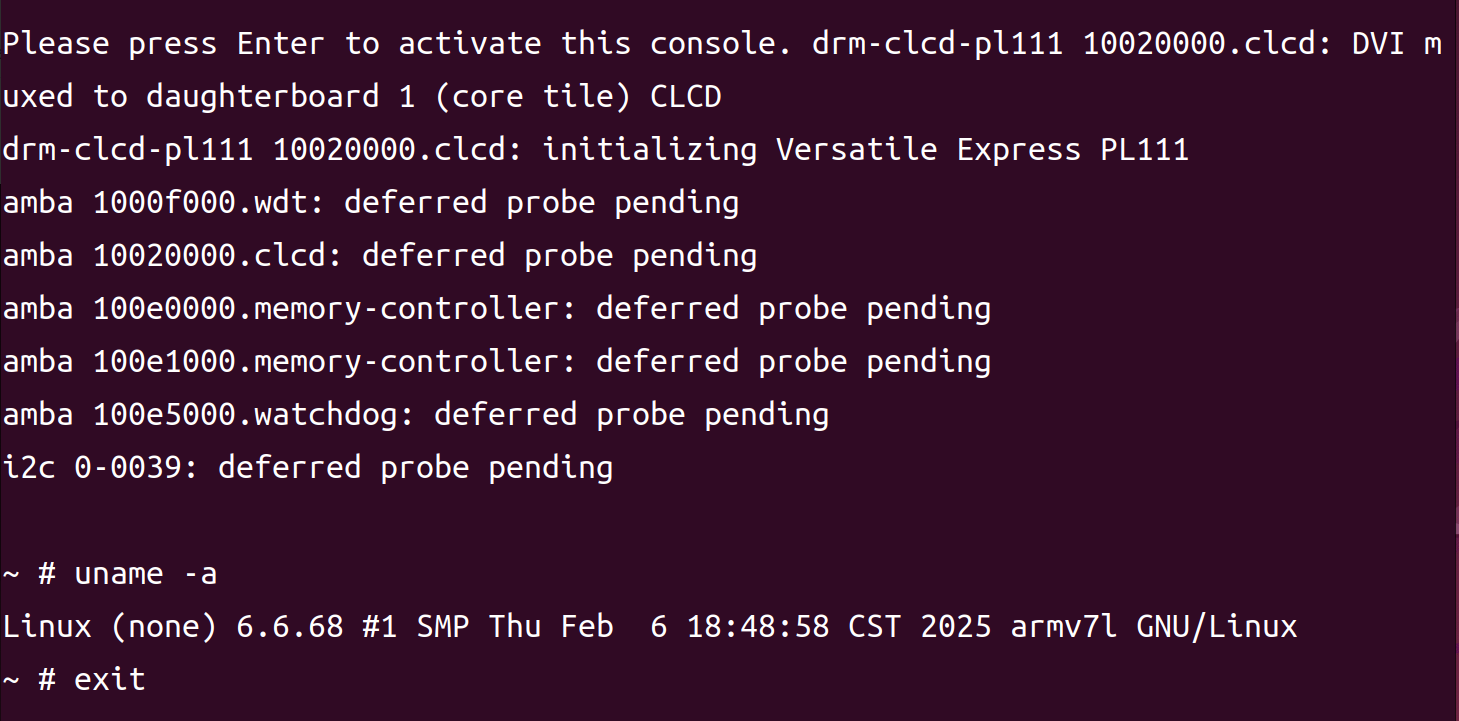 Please press Enter to activate this console. drm-clcd-pl111 10020000.clcd: DVI m
uxed to daughterboard 1 (core tile) CLCD
drm-clcd-pl111 10020000.clcd: initializing Versatile Express PL111
amba 1000f000.wdt: deferred probe pending
amba 10020000.clcd: deferred probe pending
amba 100e0000.memory-controller: deferred probe pending
amba 100e1000.memory-controller: deferred probe pending
amba 100e5000.watchdog: deferred probe pending
i2c 0-0039: deferred probe pending

~ # uname -a
Linux (none) 6.6.68 #1 SMP Thu Feb  6 18:48:58 CST 2025 armv7l GNU/Linux
~ # exit